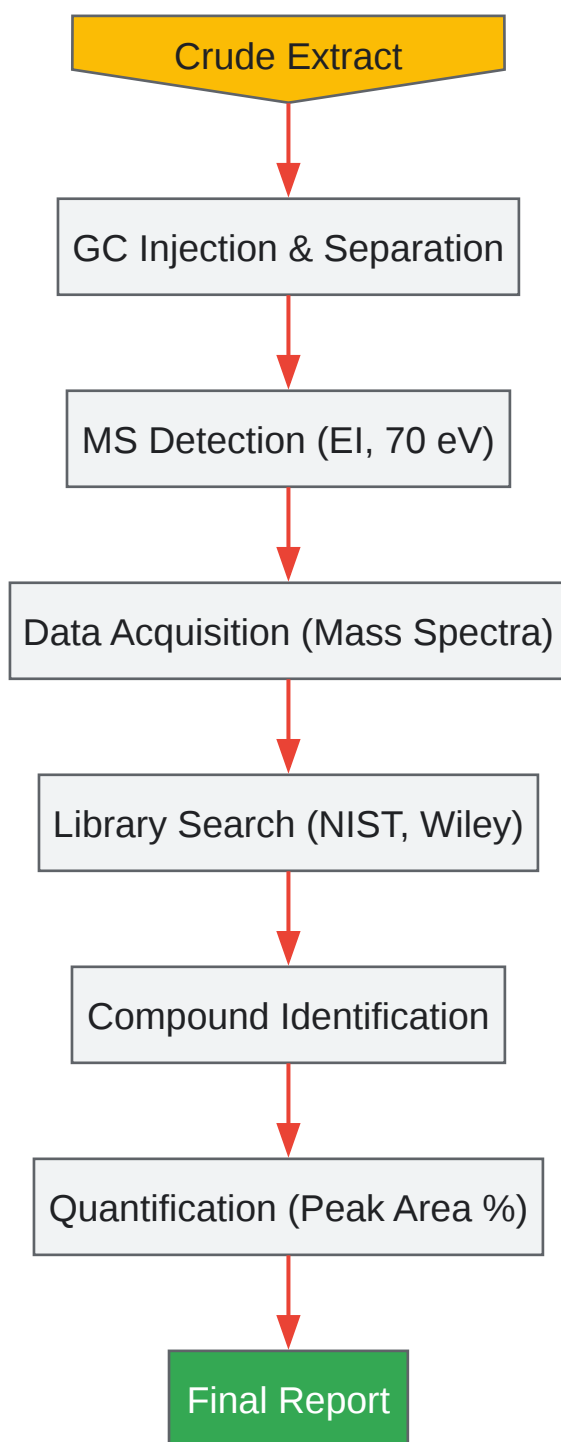 Crude Extract
GC Injection & Separation
MS Detection (EI, 70 eV)
Data Acquisition (Mass Spectra)
Library Search (NIST, Wiley)
Compound Identification
Quantification (Peak Area %)
Final Report